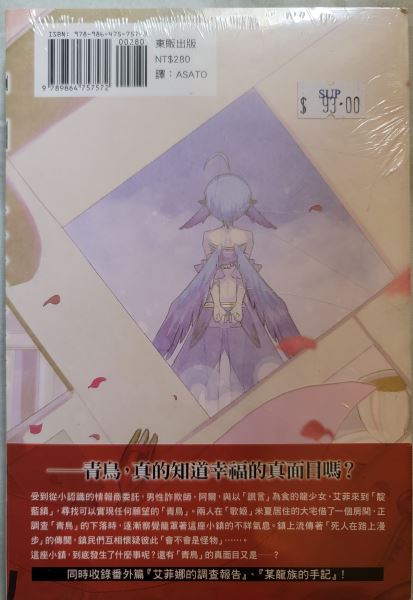 ISBN: 978-986-475-757-2
00280
9 789864 757572
東販出版
NT$280
譯：ASATO
SUP
$ 93.00
──青鳥，真的知道幸福的真面目嗎？
受到從小認識的情報商委託，男性詐欺師．阿爾，與以「謊言」為食的龍少女．艾菲來到「靛
藍鎮」，尋找可以實現任何願望的「青鳥」。兩人在「歌姬」米夏居住的大宅借了一個房間，正
調查「青鳥」的下落時，逐漸察覺籠罩著這座小鎮的不祥氣息。鎮上流傳著「死人在路上漫
步」的傳聞，鎮民們互相懷疑彼此「會不會是怪物」……
這座小鎮，到底發生了什麼事呢？還有「青鳥」的真面目又是──？
同時收錄番外篇『艾菲娜的調查報告』、『某龍族的手記』！